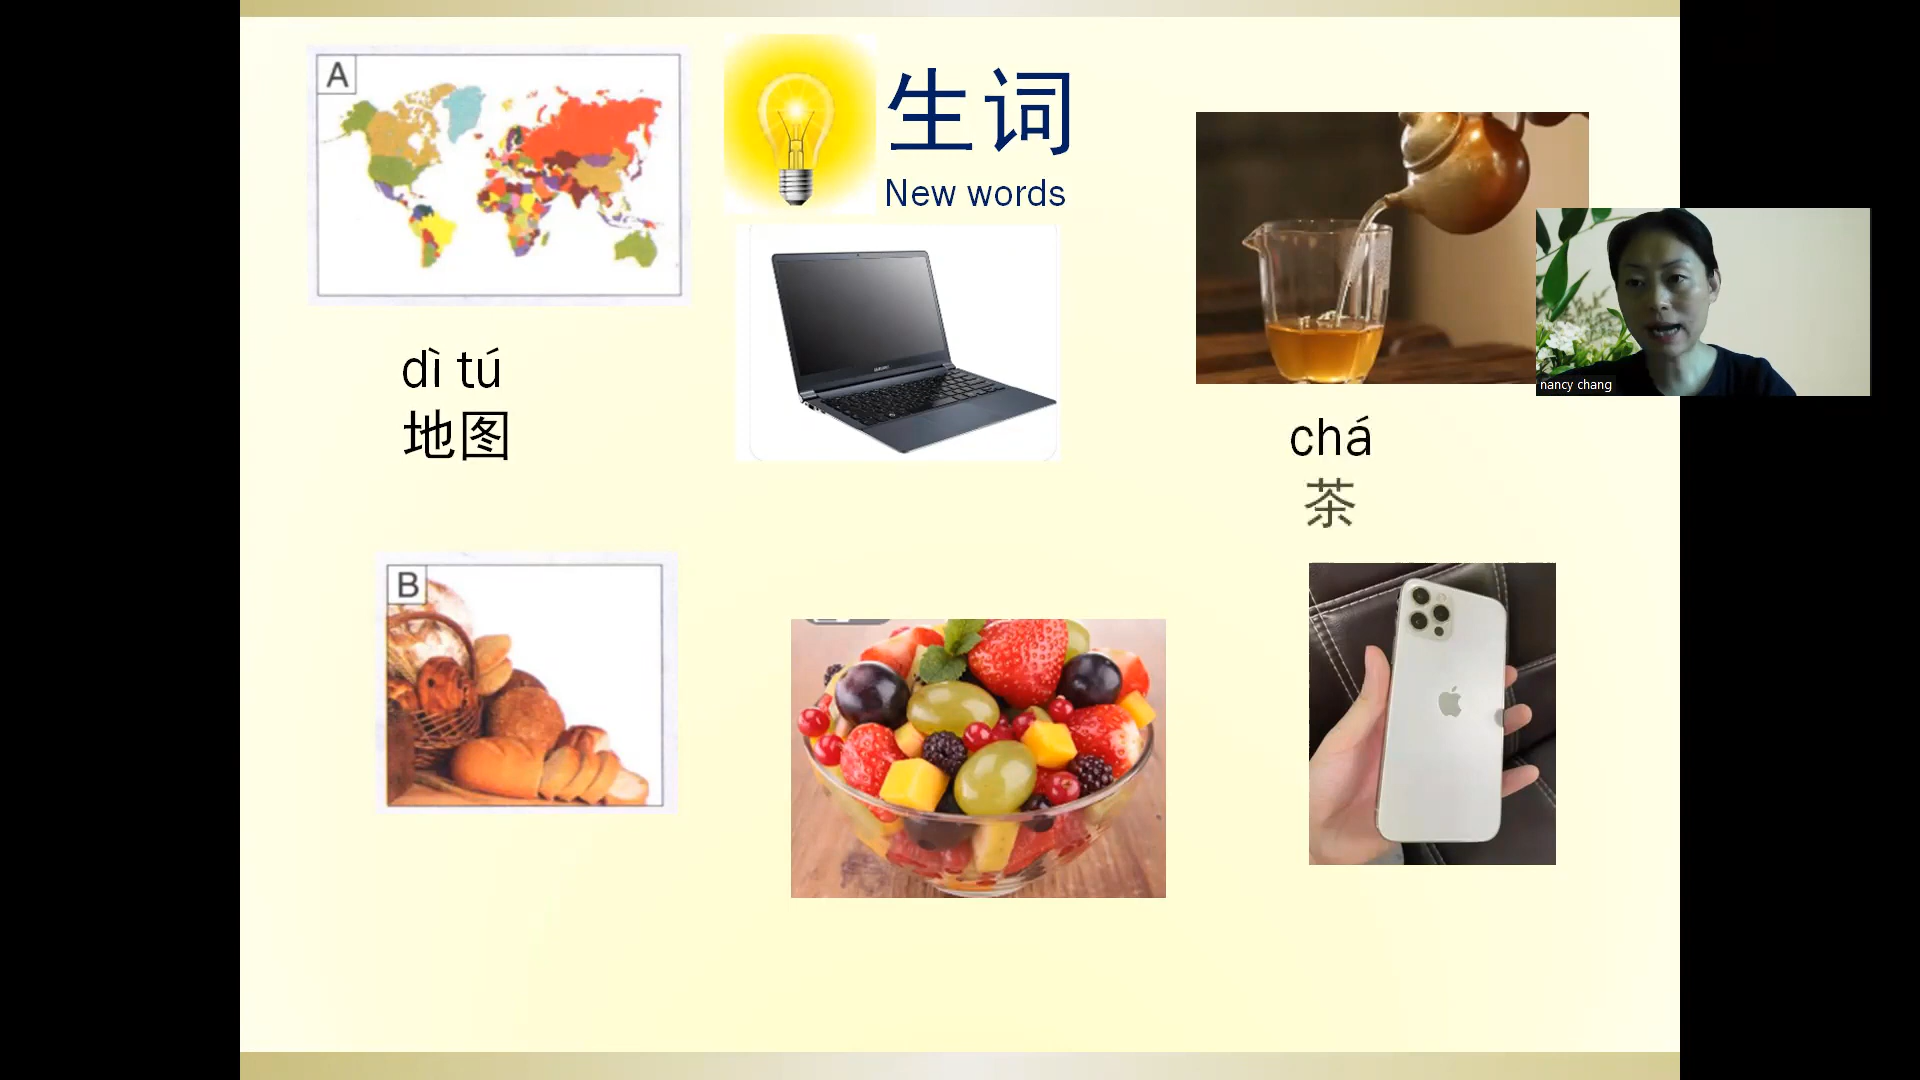 A
生词
New words
dì tú
地图
chá
茶
nancy chang
B